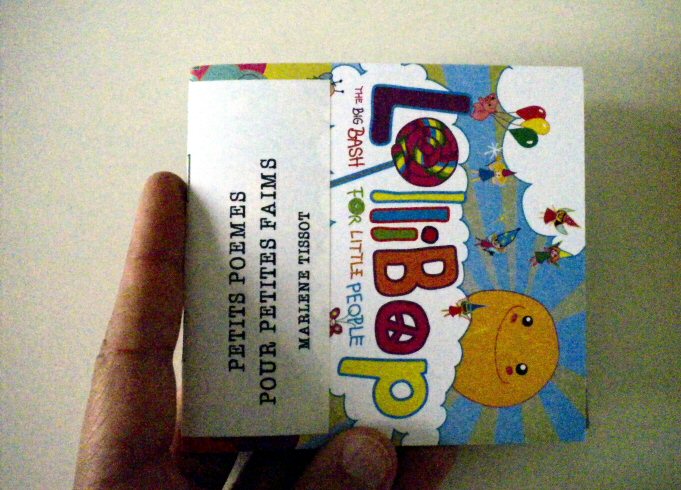 PETITS POEMES
POUR PETITES FAIMS
MARLENE TISSOT
LolliBop
THE BIG BASH FOR LITTLE PEOPLE